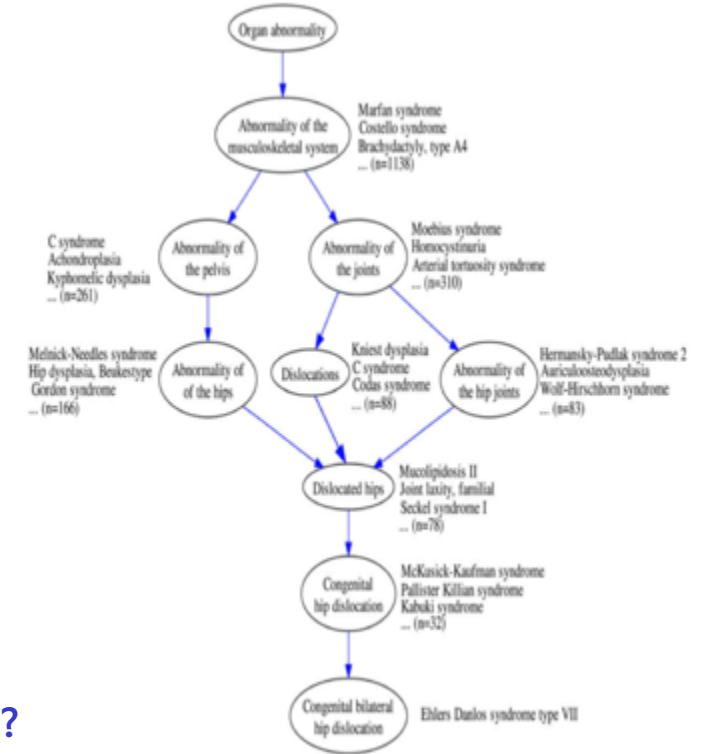 Organ abnormality
Abnormality of the
musculoskeletal system
Marfan syndrome
Costello syndrome
Brachydactyly, type A4
... (n=1138)
C syndrome
Achondroplasia
Kyphomelic dysplasia
... (n=261)
Abnormality of
the pelvis
Abnormality of
the joints
Moebius syndrome
Homocystinuria
Arterial tortuosity syndrome
... (n=310)
Melnick-Needles syndrome
Hip dysplasia, Beukestype
Gordon syndrome
... (n=166)
Abnormality of
of the hips
Dislocations
Kniest dysplasia
C syndrome
Codas syndrome
... (n=88)
Abnormality of
the hip joints
Hermansky-Pudlak syndrome 2
Auriculoosteodysplasia
Wolf-Hirschhorn syndrome
... (n=83)
Dislocated hips
Mucolipidosis II
Joint laxity, familial
Seckel syndrome I
... (n=78)
Congenital
hip dislocation
McKusick-Kaufman syndrome
Pallister Killian syndrome
Kabuki syndrome
... (n=32)
Congenital bilateral
hip dislocation
Ehlers Danlos syndrome type VII
?